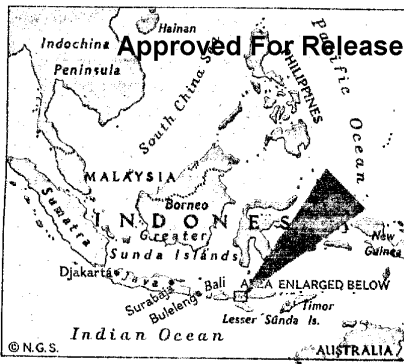 Hainan
Approved For Release
Indochina
Peninsula
South China Sea
PHILIPPINES
Pacific Ocean
MALAYSIA
Borneo
Sumatra
INDONES
Greater
Sunda Islands
New
Guinea
Djakarta
Java
Surabaja
Buleleng
Bali
AREA ENLARGED BELOW
Timor
Lesser Sunda Is.
Indian Ocean
© N.G.S.
AUSTRALIA